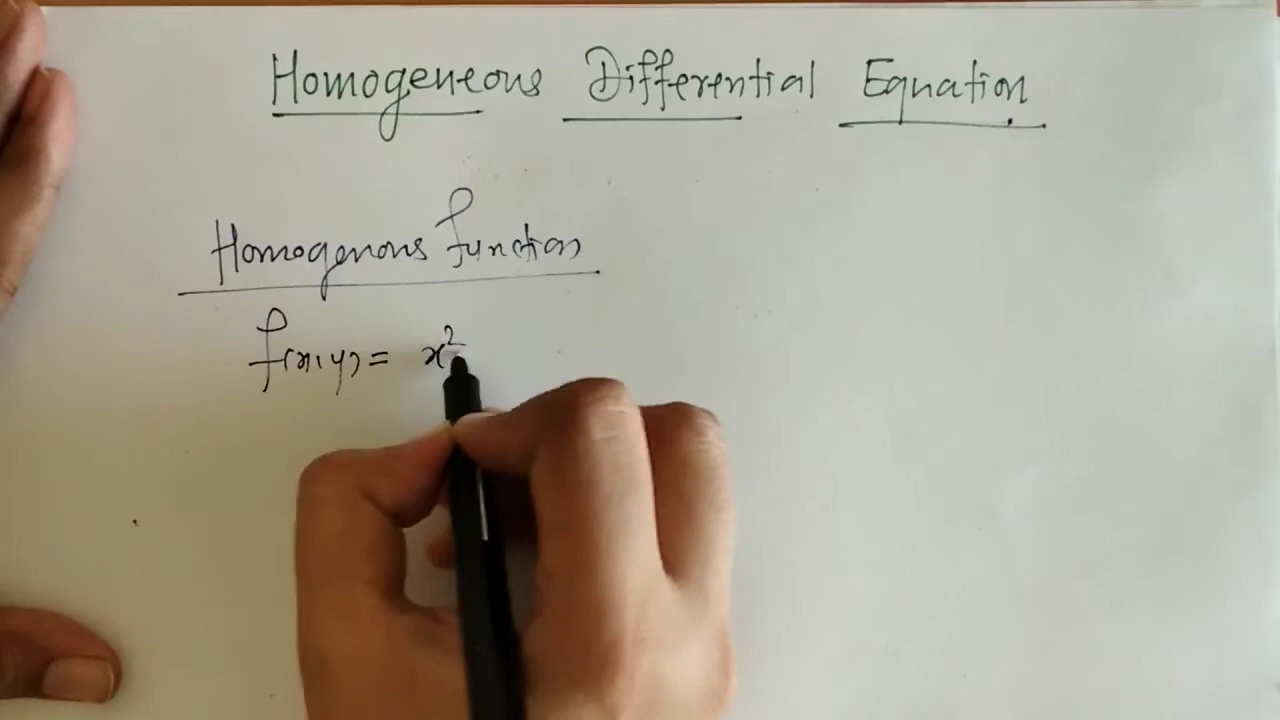 Homogeneous Differential Equation
Homogenous function
f(x,y) = x²